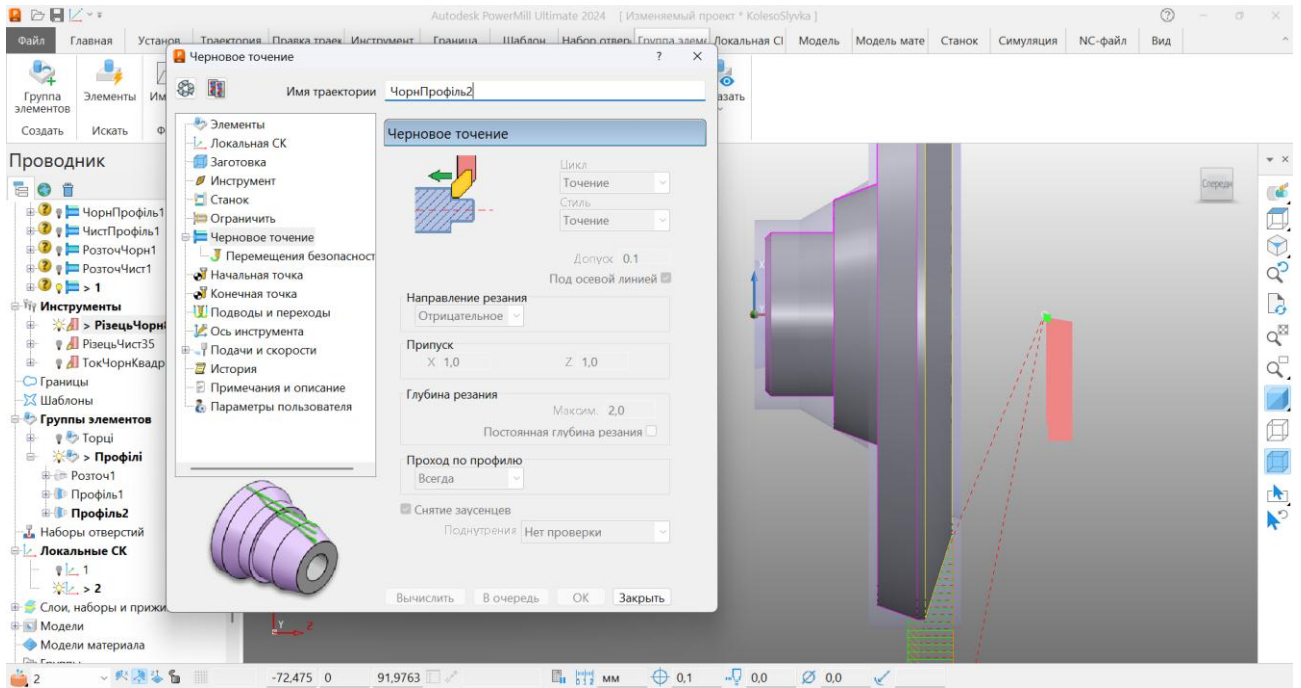 Autodesk PowerMill Ultimate 2024 [ Изменяемый проект * KolesoSlyvka ]
Файл Главная Установ Траектория Правка траек Инструмент Граница Шаблон Набор отвер Группа элеме Локальная СІ Модель Модель мате Станок Симуляция NC-файл Вид
Группа элементов
Элементы
Им
азать
Создать
Искать
Ф
Проводник
ЧорнПрофіль1
ЧистПрофіль1
РозточЧорн1
РозточЧист1
> 1
Инструменты
> РізецьЧорн
РізецьЧист35
ТокЧорнКвадр
Границы
Шаблоны
Группы элементов
Торці
> Профілі
Розточ1
Профіль1
Профіль2
Наборы отверстий
Локальные СК
1
> 2
Слои, наборы и прижи
Модели
Модели материала
Черновое точение
? ×
Имя траектории ЧорнПрофіль2
Элементы
Локальная СК
Заготовка
Инструмент
Станок
Ограничить
Черновое точение
Перемещения безопасност
Начальная точка
Конечная точка
Подводы и переходы
Ось инструмента
Подачи и скорости
История
Примечания и описание
Параметры пользователя
Черновое точение
Цикл
Точение
Стиль
Точение
Допуск 0.1
Под осевой линией
Направление резания
Отрицательное
Припуск
X 1,0 Z 1,0
Глубина резания
Максим. 2,0
Постоянная глубина резания
Проход по профилю
Всегда
Снятие заусенцев
Поднутрения Нет проверки
Вычислить В очередь ОК Закрыть
Спереди
X
Y Z
2 -72,475 0 91,9763 мм 0,1 0,0 0,0